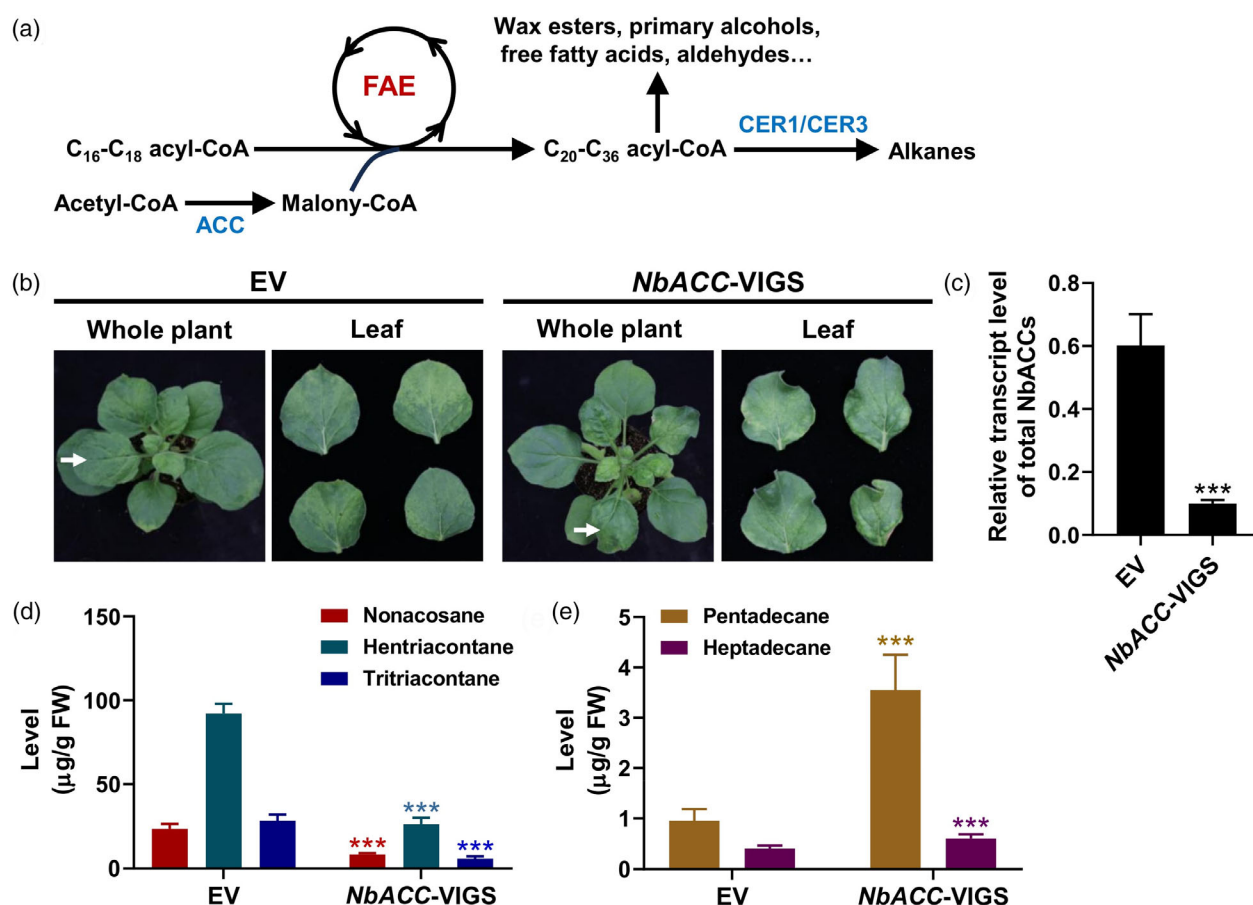 (a)
Wax esters, primary alcohols,
free fatty acids, aldehydes...
FAE
CER1/CER3
C16-C18 acyl-CoA
C20-C36 acyl-CoA
Alkanes
Acetyl-CoA
Malony-CoA
ACC
(b)
EV
NbACC-VIGS
Whole plant
Leaf
Whole plant
Leaf
(c)
Relative transcript level
of total NbACCs
0.8
0.6
0.4
0.2
0.0
***
EV
NbACC-VIGS
(d)
Level
(μg/g FW)
150
100
50
0
Nonacosane
Hentriacontane
Tritriacontane
***
***
***
EV
NbACC-VIGS
(e)
Level
(μg/g FW)
5
4
3
2
1
0
Pentadecane
Heptadecane
***
***
EV
NbACC-VIGS